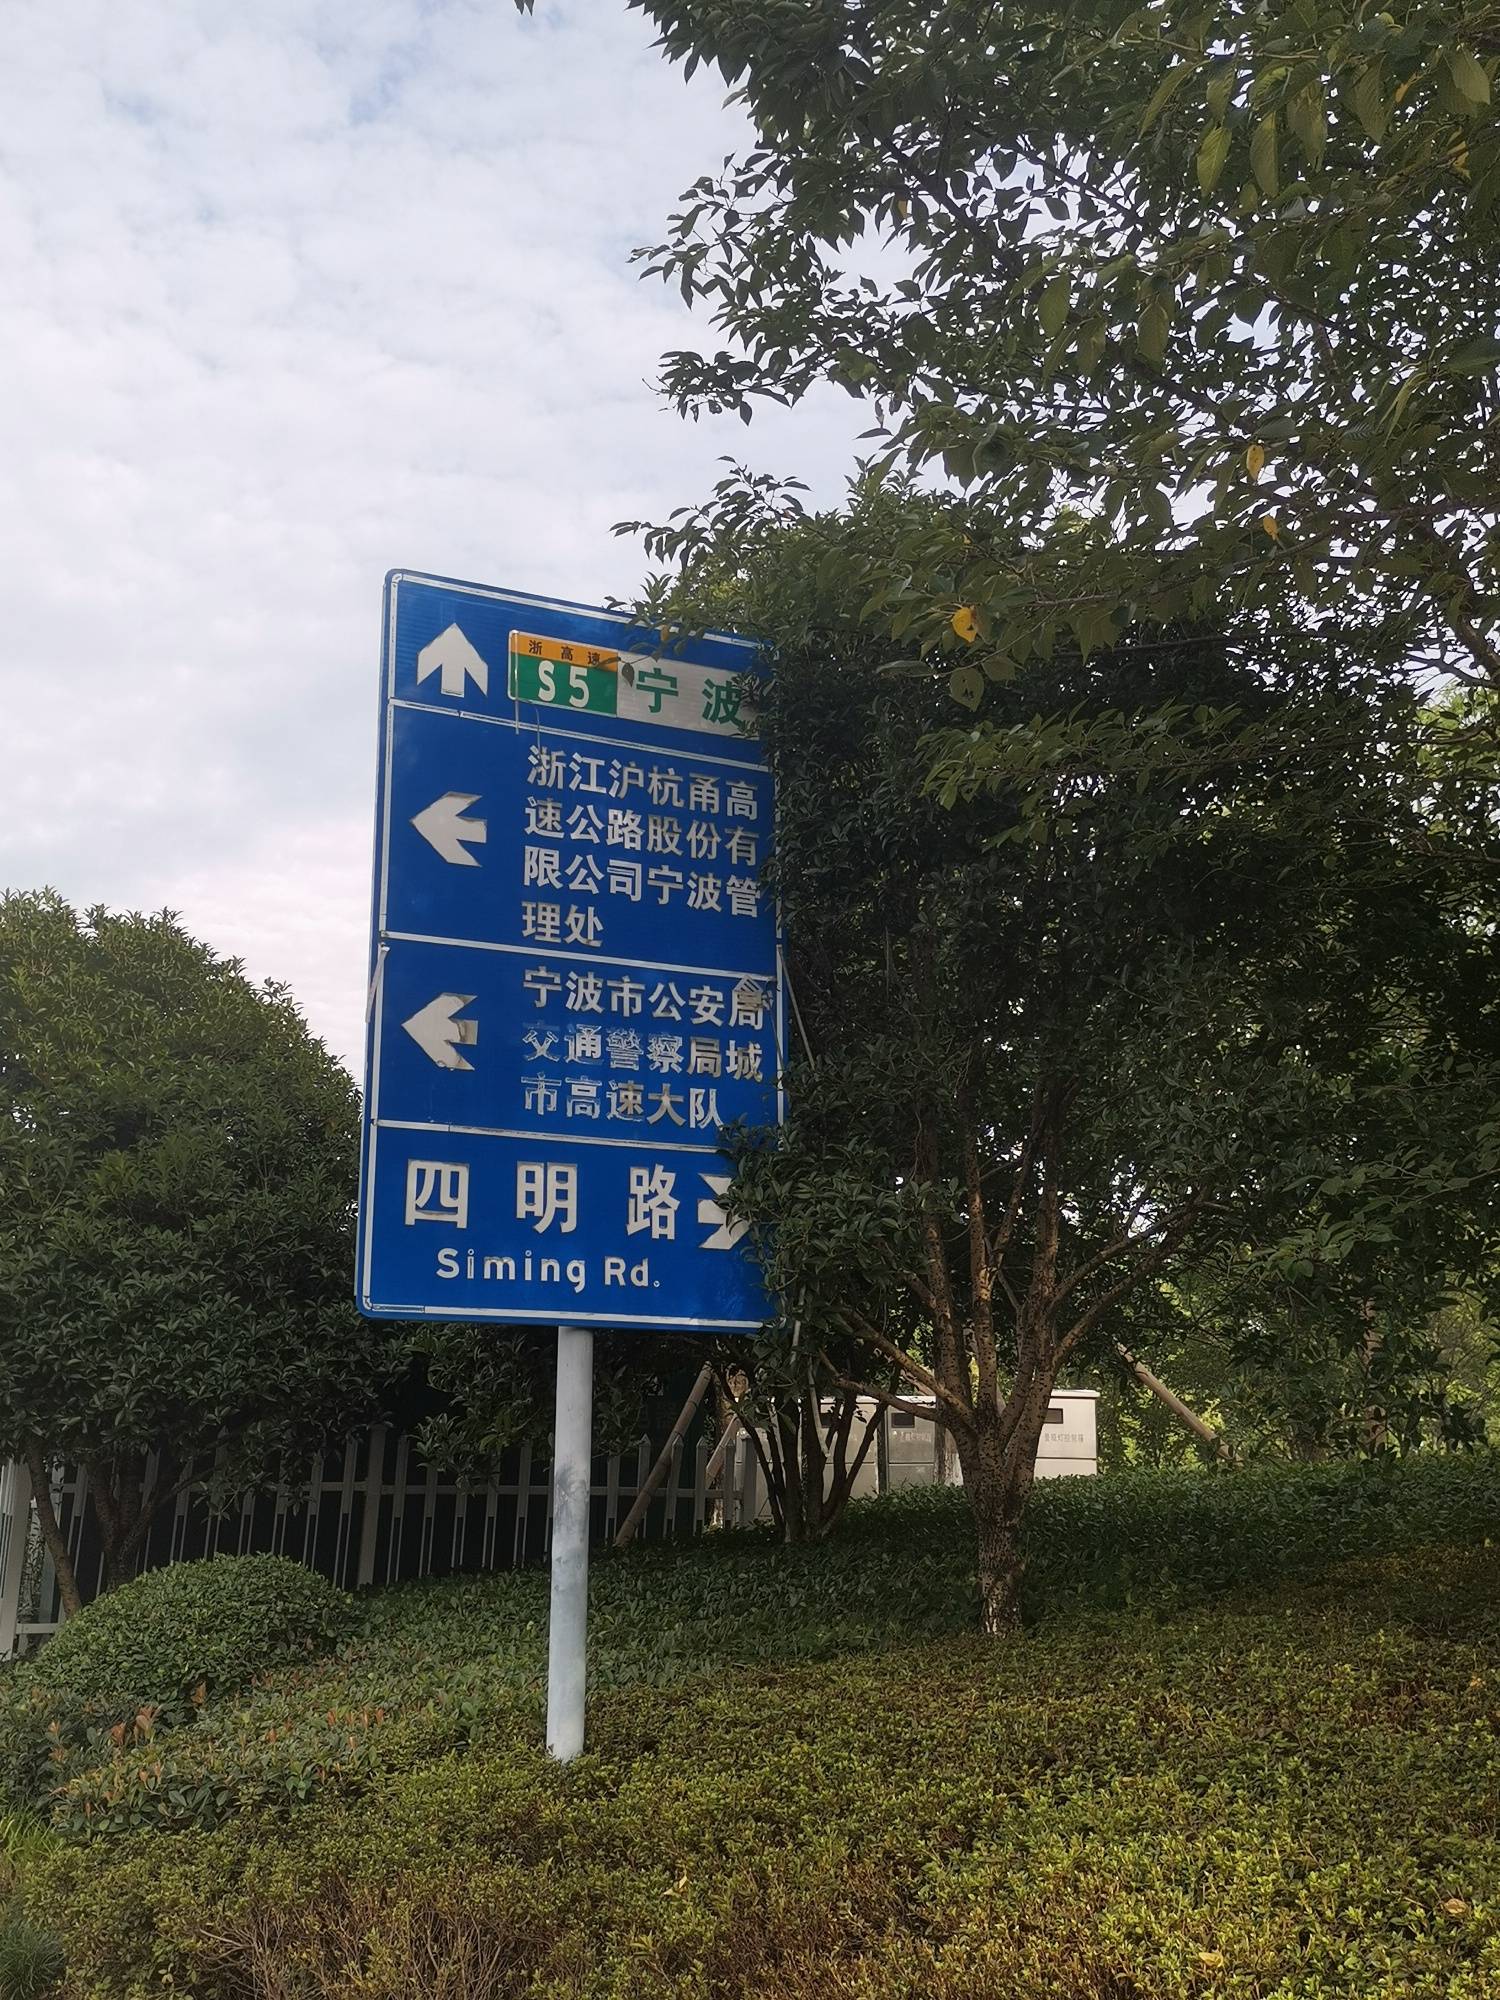 浙 高 速
S5 宁 波
浙江沪杭甬高
速公路股份有
限公司宁波管
理处
宁波市公安局
交通警察局城
市高速大队
四 明 路
Siming Rd.